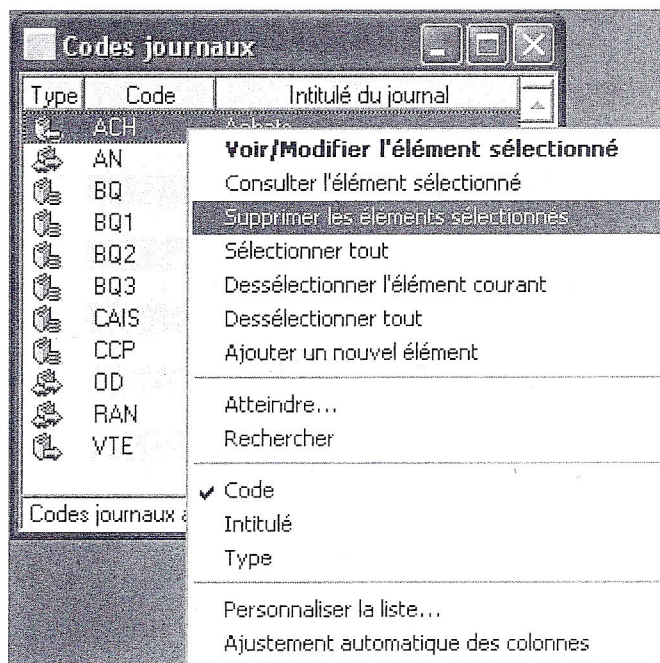 Codes journaux
Type Code Intitulé du journal
ACH Achats
AN
BQ
BQ1
BQ2
BQ3
CAIS
CCP
OD
RAN
VTE
Codes journaux
Voir/Modifier l'élément sélectionné
Consulter l'élément sélectionné
Supprimer les éléments sélectionnés
Sélectionner tout
Dessélectionner l'élément courant
Dessélectionner tout
Ajouter un nouvel élément
Atteindre...
Rechercher
Code
Intitulé
Type
Personnaliser la liste...
Ajustement automatique des colonnes